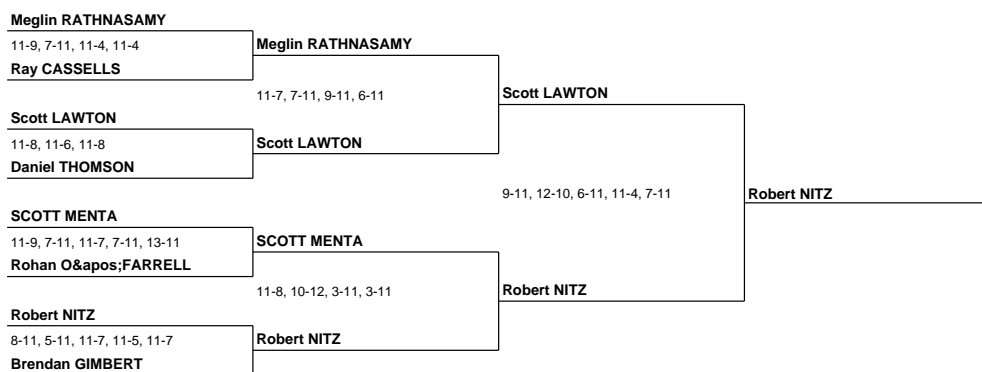 Meglin RATHNASAMY
11-9, 7-11, 11-4, 11-4
Ray CASSELLS
Meglin RATHNASAMY
11-7, 7-11, 9-11, 6-11
Scott LAWTON
Scott LAWTON
11-8, 11-6, 11-8
Daniel THOMSON
Scott LAWTON
9-11, 12-10, 6-11, 11-4, 7-11
Robert NITZ
SCOTT MENTA
11-9, 7-11, 11-7, 7-11, 13-11
Rohan O&apos;FARRELL
SCOTT MENTA
11-8, 10-12, 3-11, 3-11
Robert NITZ
Robert NITZ
8-11, 5-11, 11-7, 11-5, 11-7
Brendan GIMBERT
Robert NITZ